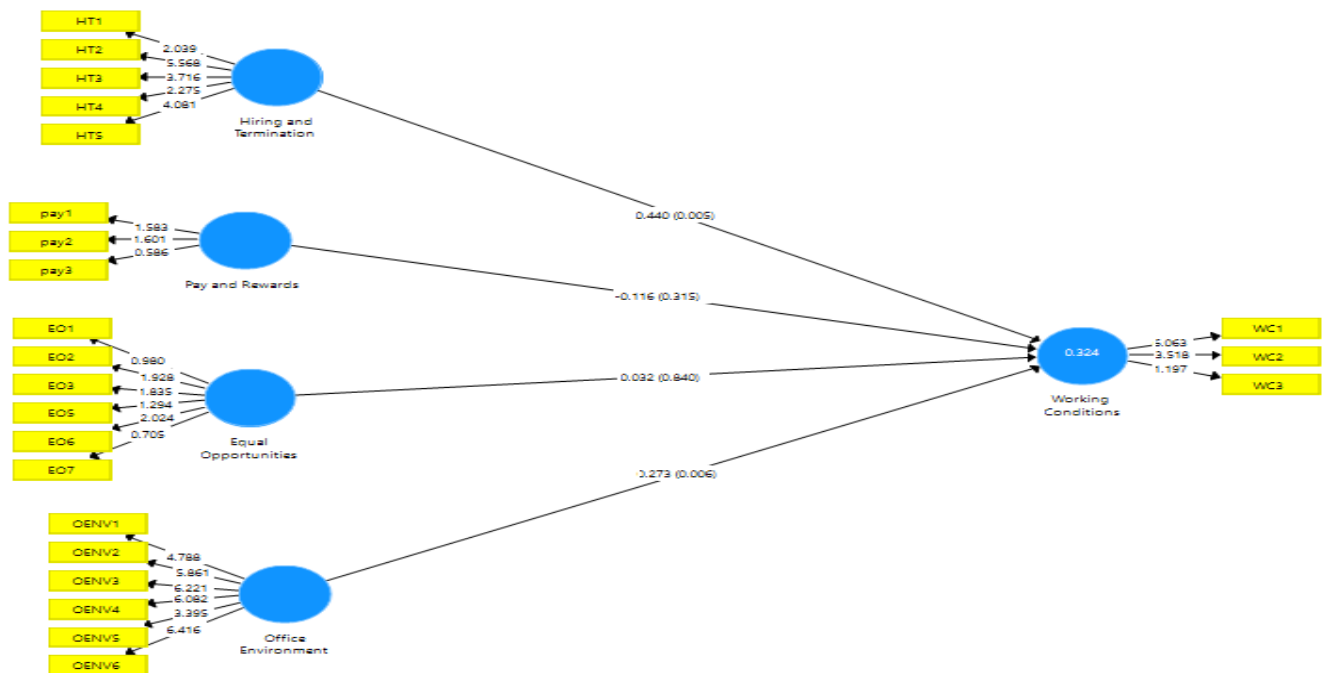 HT1
HT2
HT3
HT4
HT5
2.039
5.568
3.716
2.275
4.081
Hiring and
Termination
0.440 (0.005)
pay1
pay2
pay3
1.583
1.601
0.586
Pay and Rewards
-0.116 (0.315)
EO1
EO2
EO3
EO5
EO6
EO7
0.980
1.928
1.835
1.294
2.024
0.705
Equal
Opportunities
0.032 (0.840)
OENV1
OENV2
OENV3
OENV4
OENV5
OENV6
4.788
5.861
6.221
6.082
3.395
6.416
Office
Environment
(0.006)
0.324
Working
Conditions
5.063
3.518
1.197
WC1
WC2
WC3